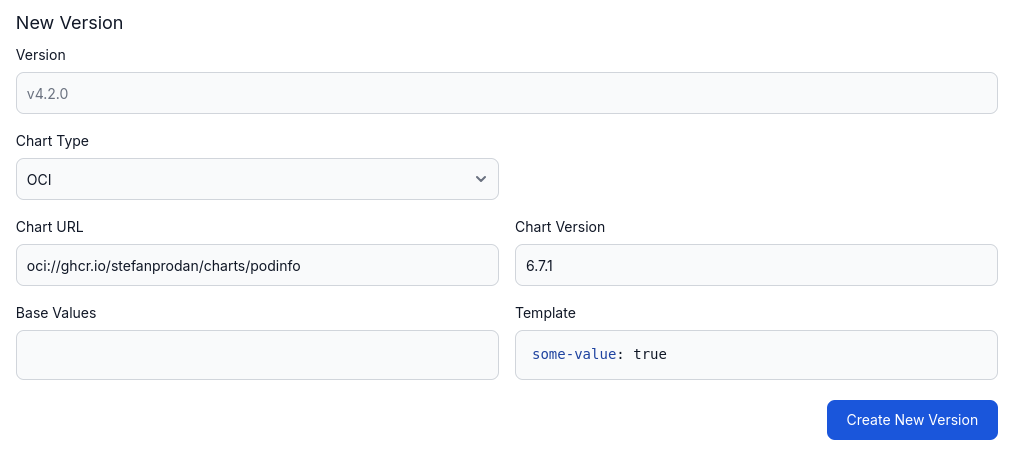 New Version
Version
v4.2.0
Chart Type
OCI
Chart URL
Chart Version
oci://ghcr.io/stefanprodan/charts/podinfo
6.7.1
Base Values
Template
some-value: true
Create New Version